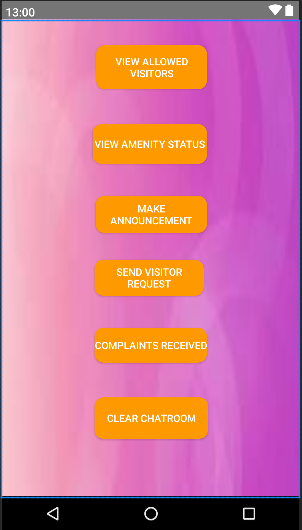 13:00
VIEW ALLOWED
VISITORS
VIEW AMENITY STATUS
MAKE
ANNOUNCEMENT
SEND VISITOR
REQUEST
COMPLAINTS RECEIVED
CLEAR CHATROOM